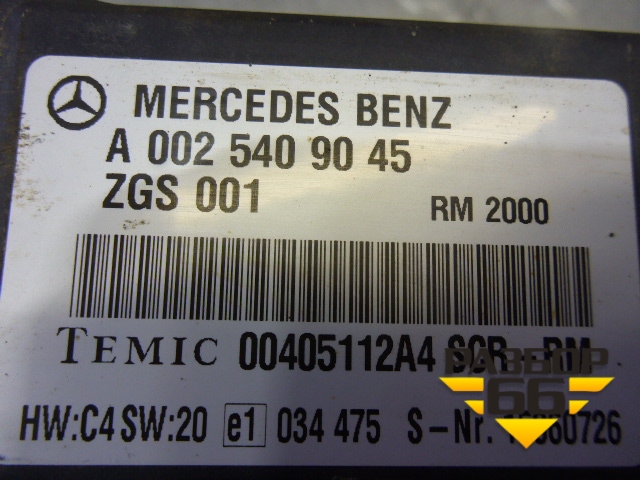 MERCEDES BENZ
A 002 540 90 45
ZGS 001 RM 2000
TEMIC 00405112A4
HW:C4 SW:20 e1 034 475 S-Nr.
РАЗБОР
66